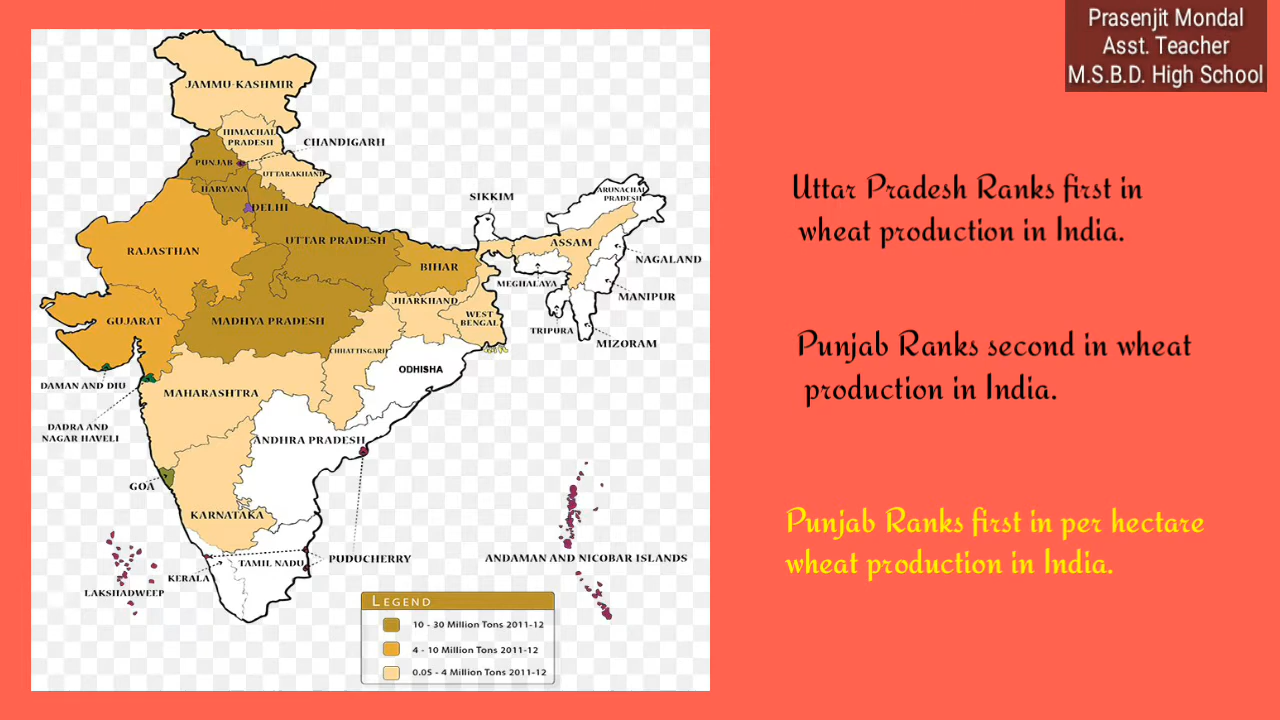 Prasenjit Mondal
Asst. Teacher
M.S.B.D. High School
JAMMU-KASHMIR
HIMACHAL
PRADESH
CHANDIGARH
PUNJAB
UTTARAKHAND
HARYANA
DELHI
SIKKIM
ARUNACHAL
PRADESH
UTTAR PRADESH
RAJASTHAN
BIHAR
ASSAM
NAGALAND
MEGHALAYA
MANIPUR
JHARKHAND
GUJARAT
MADHYA PRADESH
WEST
BENGAL
TRIPURA
MIZORAM
CHHATTISGARH
ODHISHA
DAMAN AND DIU
MAHARASHTRA
DADRA AND
NAGAR HAVELI
ANDHRA PRADESH
GOA
KARNATAKA
PUDUCHERRY
ANDAMAN AND NICOBAR ISLANDS
TAMIL NADU
KERALA
LAKSHADWEEP
LEGEND
10 - 30 Million Tons 2011-12
4 - 10 Million Tons 2011-12
0.05 - 4 Million Tons 2011-12
Uttar Pradesh Ranks first in
wheat production in India.
Punjab Ranks second in wheat
production in India.
Punjab Ranks first in per hectare
wheat production in India.